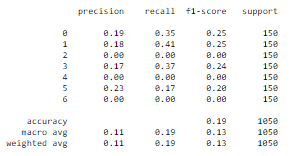 precision recall f1-score support
0 0.19 0.35 0.25 150
1 0.18 0.41 0.25 150
2 0.00 0.00 0.00 150
3 0.17 0.37 0.24 150
4 0.00 0.00 0.00 150
5 0.23 0.17 0.20 150
6 0.00 0.00 0.00 150
accuracy 0.19 1050
macro avg 0.11 0.19 0.13 1050
weighted avg 0.11 0.19 0.13 1050